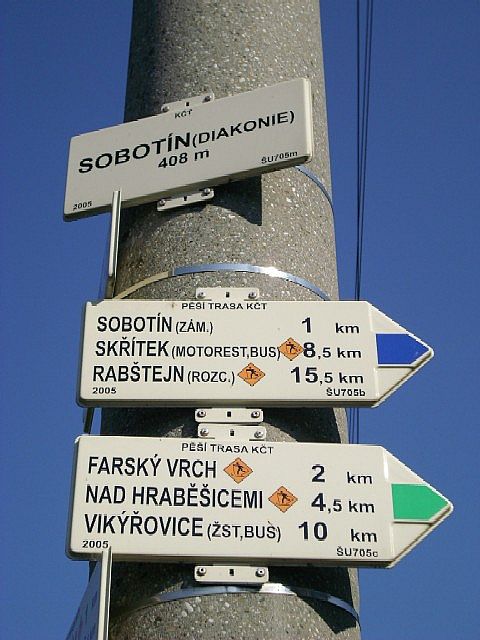 KČT
SOBOTÍN (DIAKONIE)
408 m
2005 ŠU705m
PĚŠÍ TRASA KČT
SOBOTÍN (ZÁM.) 1 km
SKŘÍTEK (MOTOREST,BUS) 8,5 km
RABŠTEJN (ROZC.) 15,5 km
2005 ŠU705b
PĚŠÍ TRASA KČT
FARSKÝ VRCH 2 km
NAD HRABĚŠICEMI 4,5 km
VIKÝŘOVICE (ŽST,BUS) 10 km
2005 ŠU705c